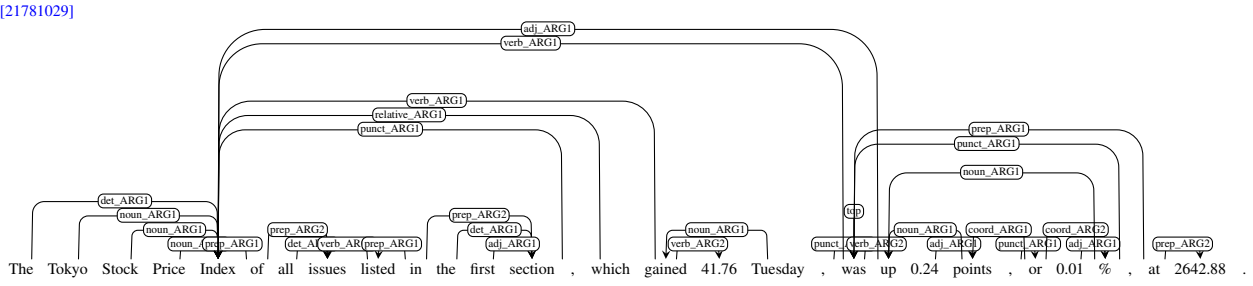 [21781029]
adj_ARG1
verb_ARG1
verb_ARG1
relative_ARG1
punct_ARG1 prep_ARG1
punct_ARG1
noun_ARG1
det_ARG1
noun_ARG1 prep_ARG2 top
noun_ARG1 prep_ARG2 det_ARG1 noun_ARG1 noun_ARG1 coord_ARG1 coord_ARG2
prep_ARG1 prep_ARG1 adj_ARG1 verb_ARG2 verb_ARG2 adj_ARG1 punct_ARG1 adj_ARG1 prep_ARG2
The Tokyo Stock Price Index of all issues listed in the first section , which gained 41.76 Tuesday , was up 0.24 points , or 0.01 % , at 2642.88 .